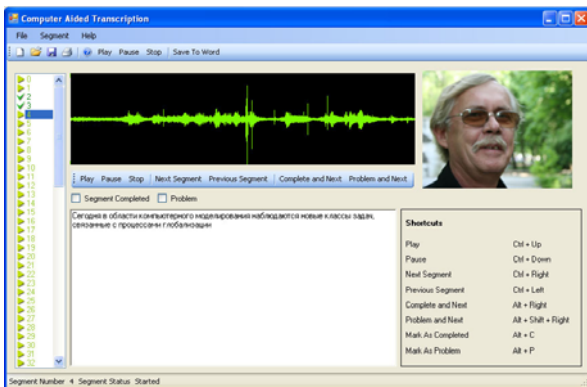 Computer Aided Transcription
File Segment Help
Play Pause Stop Save To Word
0
1
2
3
4
5
6
7
8
9
10
11
12
13
14
15
16
17
18
19
20
21
22
23
24
25
26
27
28
29
30
31
32
Play Pause Stop Next Segment Previous Segment Complete and Next Problem and Next
Segment Completed Problem
Сегодня в области компьютерного моделирования наблюдаются новые классы задач,
связанные с процессами глобализации
Shortcuts
Play Ctrl + Up
Pause Ctrl + Down
Next Segment Ctrl + Right
Previous Segment Ctrl + Left
Complete and Next Alt + Right
Problem and Next Alt + Shift + Right
Mark As Completed Alt + C
Mark As Problem Alt + P
Segment Number 4 Segment Status Started